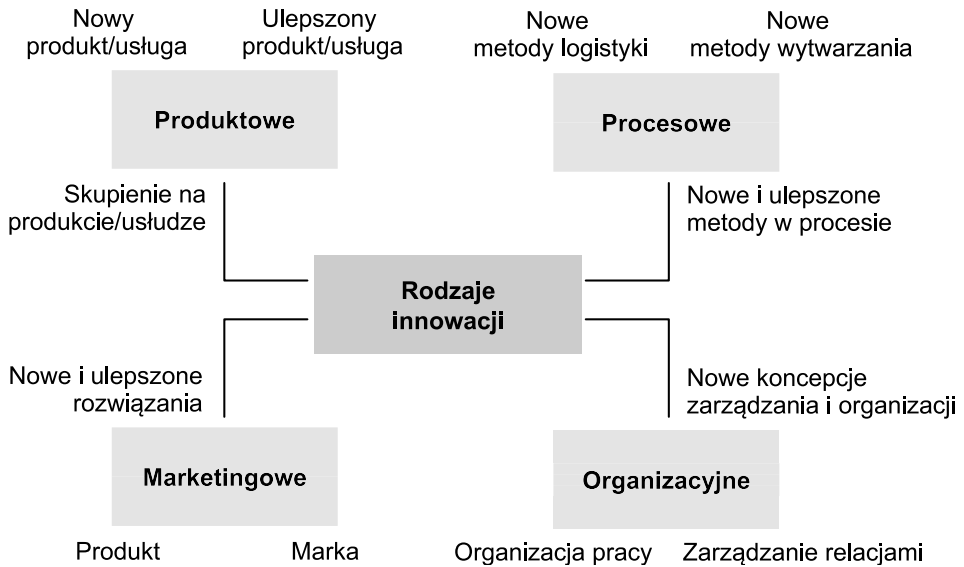 Nowy
produkt/usługa
Ulepszony
produkt/usługa
Nowe
metody logistyki
Nowe
metody wytwarzania
Produktowe
Procesowe
Skupienie na
produkcie/usłudze
Nowe i ulepszone
metody w procesie
Rodzaje
innowacji
Nowe i ulepszone
rozwiązania
Nowe koncepcje
zarządzania i organizacji
Marketingowe
Organizacyjne
Produkt
Marka
Organizacja pracy
Zarządzanie relacjami